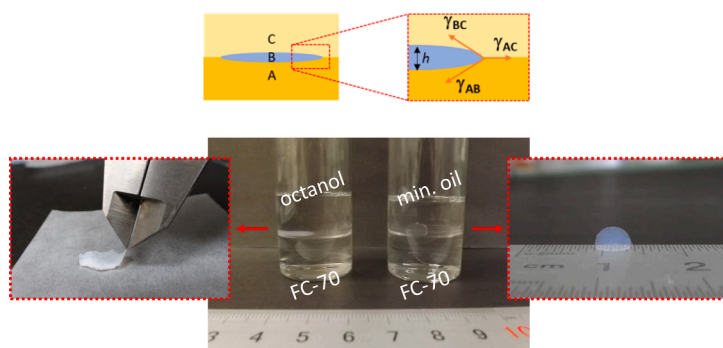 C
B
A
h
γBC
γAC
γAB
octanol
min. oil
FC-70
FC-70
cm 1 2
3 4 5 6 7 8 9 10